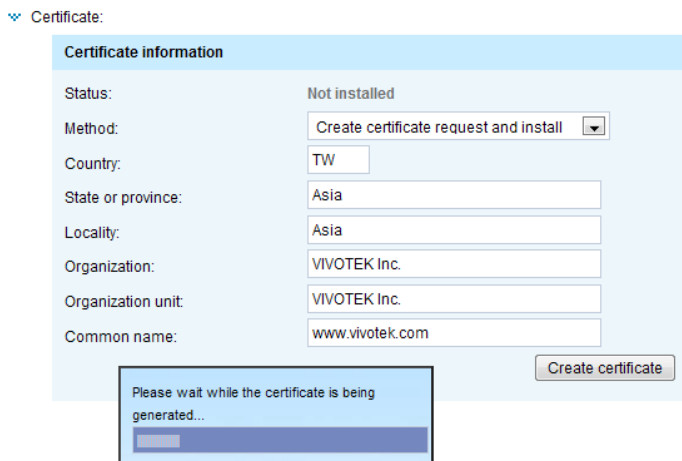 Certificate:
Certificate information
Status: Not installed
Method: Create certificate request and install
Country: TW
State or province: Asia
Locality: Asia
Organization: VIVOTEK Inc.
Organization unit: VIVOTEK Inc.
Common name: www.vivotek.com
Create certificate
Please wait while the certificate is being
generated...